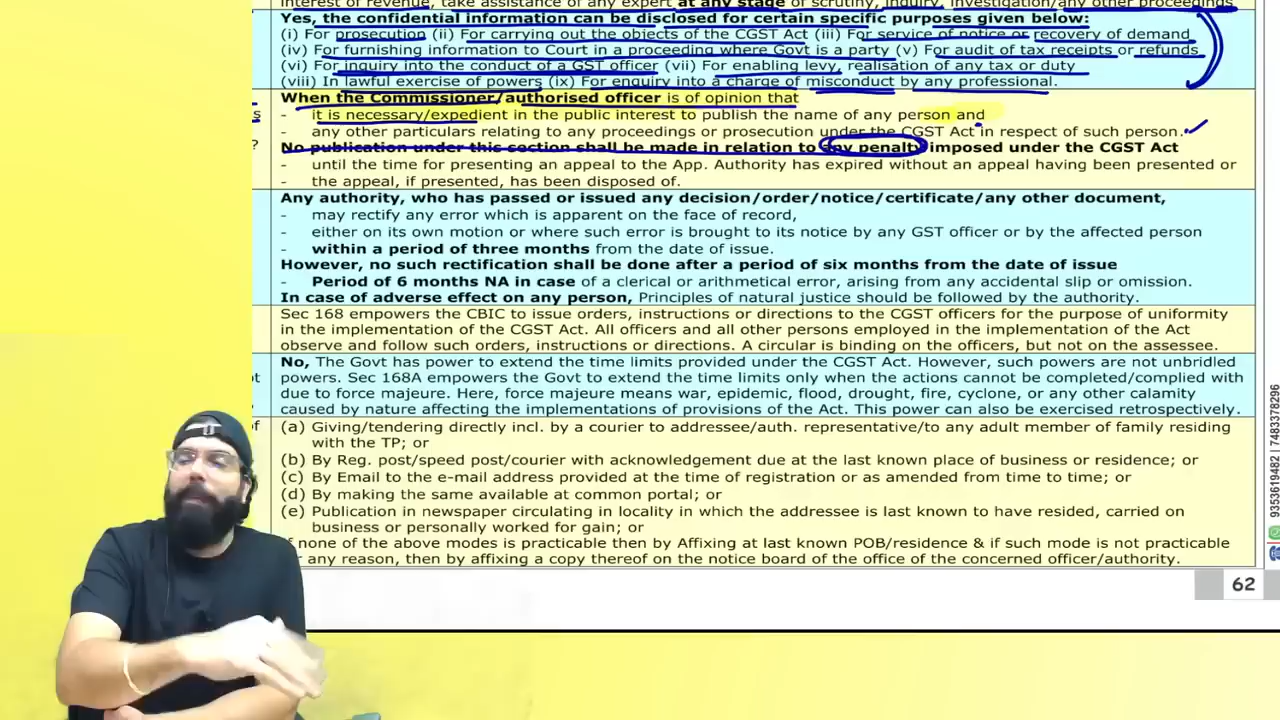 interest of revenue, take assistance of any expert at any stage of scrutiny, inquiry, investigation/any other proceedings
Yes, the confidential information can be disclosed for certain specific purposes given below:
(i) For prosecution (ii) For carrying out the objects of the CGST Act (iii) For service of notice or recovery of demand
(iv) For furnishing information to Court in a proceeding where Govt is a party (v) For audit of tax receipts or refunds
(vi) For inquiry into the conduct of a GST officer (vii) For enabling levy, realisation of any tax or duty
(viii) In lawful exercise of powers (ix) For enquiry into a charge of misconduct by any professional.
When the Commissioner/authorised officer is of opinion that
- it is necessary/expedient in the public interest to publish the name of any person and
s
- any other particulars relating to any proceedings or prosecution under the CGST Act in respect of such person.
? No publication under this section shall be made in relation to any penalty imposed under the CGST Act
- until the time for presenting an appeal to the App. Authority has expired without an appeal having been presented or
- the appeal, if presented, has been disposed of.
Any authority, who has passed or issued any decision/order/notice/certificate/any other document,
- may rectify any error which is apparent on the face of record,
- either on its own motion or where such error is brought to its notice by any GST officer or by the affected person
- within a period of three months from the date of issue.
However, no such rectification shall be done after a period of six months from the date of issue
- Period of 6 months NA in case of a clerical or arithmetical error, arising from any accidental slip or omission.
In case of adverse effect on any person, Principles of natural justice should be followed by the authority.
Sec 168 empowers the CBIC to issue orders, instructions or directions to the CGST officers for the purpose of uniformity
in the implementation of the CGST Act. All officers and all other persons employed in the implementation of the Act
observe and follow such orders, instructions or directions. A circular is binding on the officers, but not on the assessee.
No, The Govt has power to extend the time limits provided under the CGST Act. However, such powers are not unbridled
powers. Sec 168A empowers the Govt to extend the time limits only when the actions cannot be completed/complied with
due to force majeure. Here, force majeure means war, epidemic, flood, drought, fire, cyclone, or any other calamity
caused by nature affecting the implementations of provisions of the Act. This power can also be exercised retrospectively.
(a) Giving/tendering directly incl. by a courier to addressee/auth. representative/to any adult member of family residing
with the TP; or
(b) By Reg. post/speed post/courier with acknowledgement due at the last known place of business or residence; or
(c) By Email to the e-mail address provided at the time of registration or as amended from time to time; or
(d) By making the same available at common portal; or
(e) Publication in newspaper circulating in locality in which the addressee is last known to have resided, carried on
business or personally worked for gain; or
f none of the above modes is practicable then by Affixing at last known POB/residence & if such mode is not practicable
any reason, then by affixing a copy thereof on the notice board of the office of the concerned officer/authority.
62
9353619482 | 7483378296